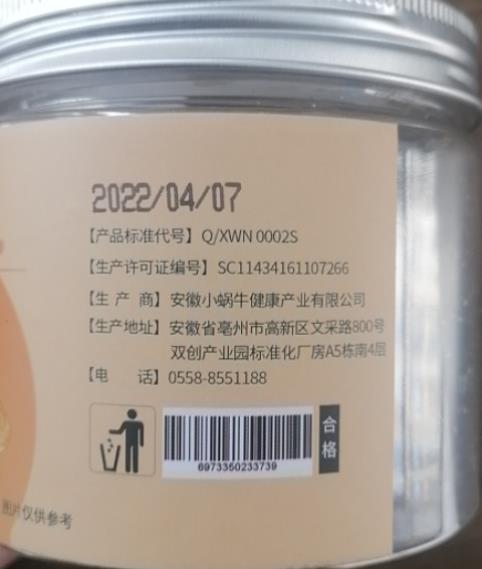 2022/04/07
【产品标准代号】Q/XWN 0002S
【生产许可证编号】SC11434161107266
【生 产 商】安徽小蜗牛健康产业有限公司
【生产地址】安徽省亳州市高新区文采路800号
双创产业园标准化厂房A5栋南4层
【电 话】0558-8551188
合格
6973350233739
图片仅供参考